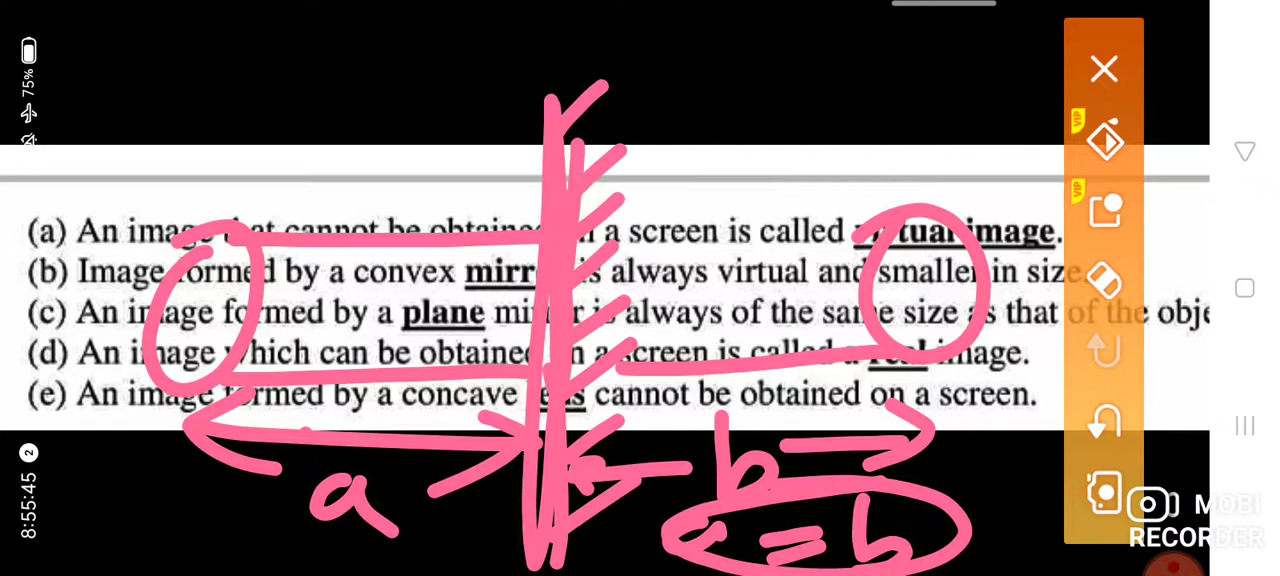 75%
(a) An image that cannot be obtained on a screen is called virtual image.
(b) Image formed by a convex mirror is always virtual and smaller in size.
(c) An image formed by a plane mirror is always of the same size as that of the obje
(d) An image which can be obtained on a screen is called a real image.
(e) An image formed by a concave lens cannot be obtained on a screen.
a b
a = b
8:55:45 2
VIP
VIP
MOBI
RECORDER